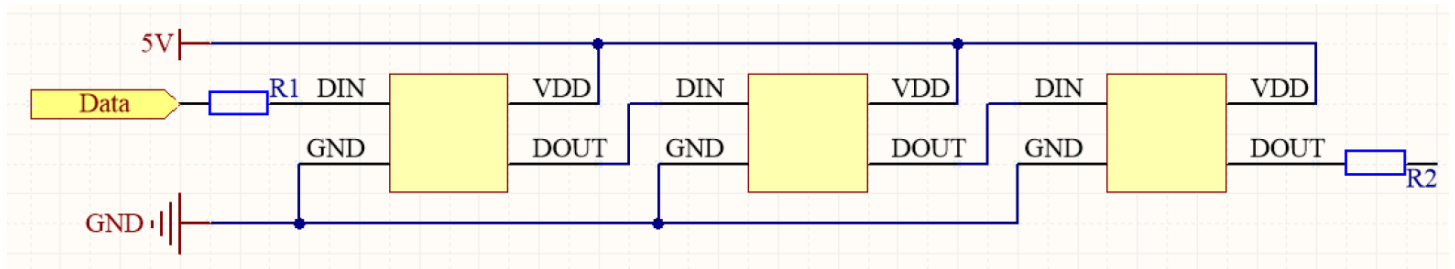 5V
Data
R1
DIN
VDD
DIN
VDD
DIN
VDD
GND
DOUT
GND
DOUT
GND
DOUT
R2
GND